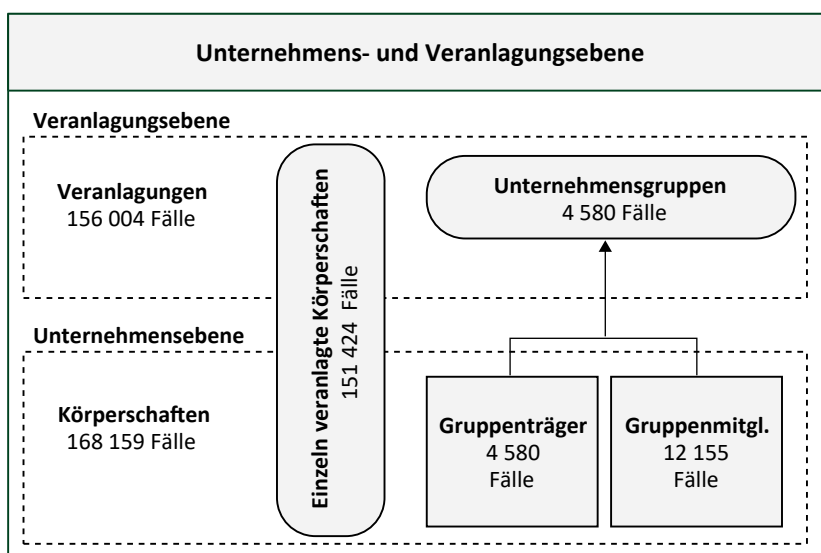 Unternehmens- und Veranlagungsebene
Veranlagungsebene
Veranlagungen
156 004 Fälle
Einzeln veranlagte Körperschaften
151 424 Fälle
Unternehmensgruppen
4 580 Fälle
Unternehmensebene
Körperschaften
168 159 Fälle
Gruppenträger
4 580
Fälle
Gruppenmitgl.
12 155
Fälle